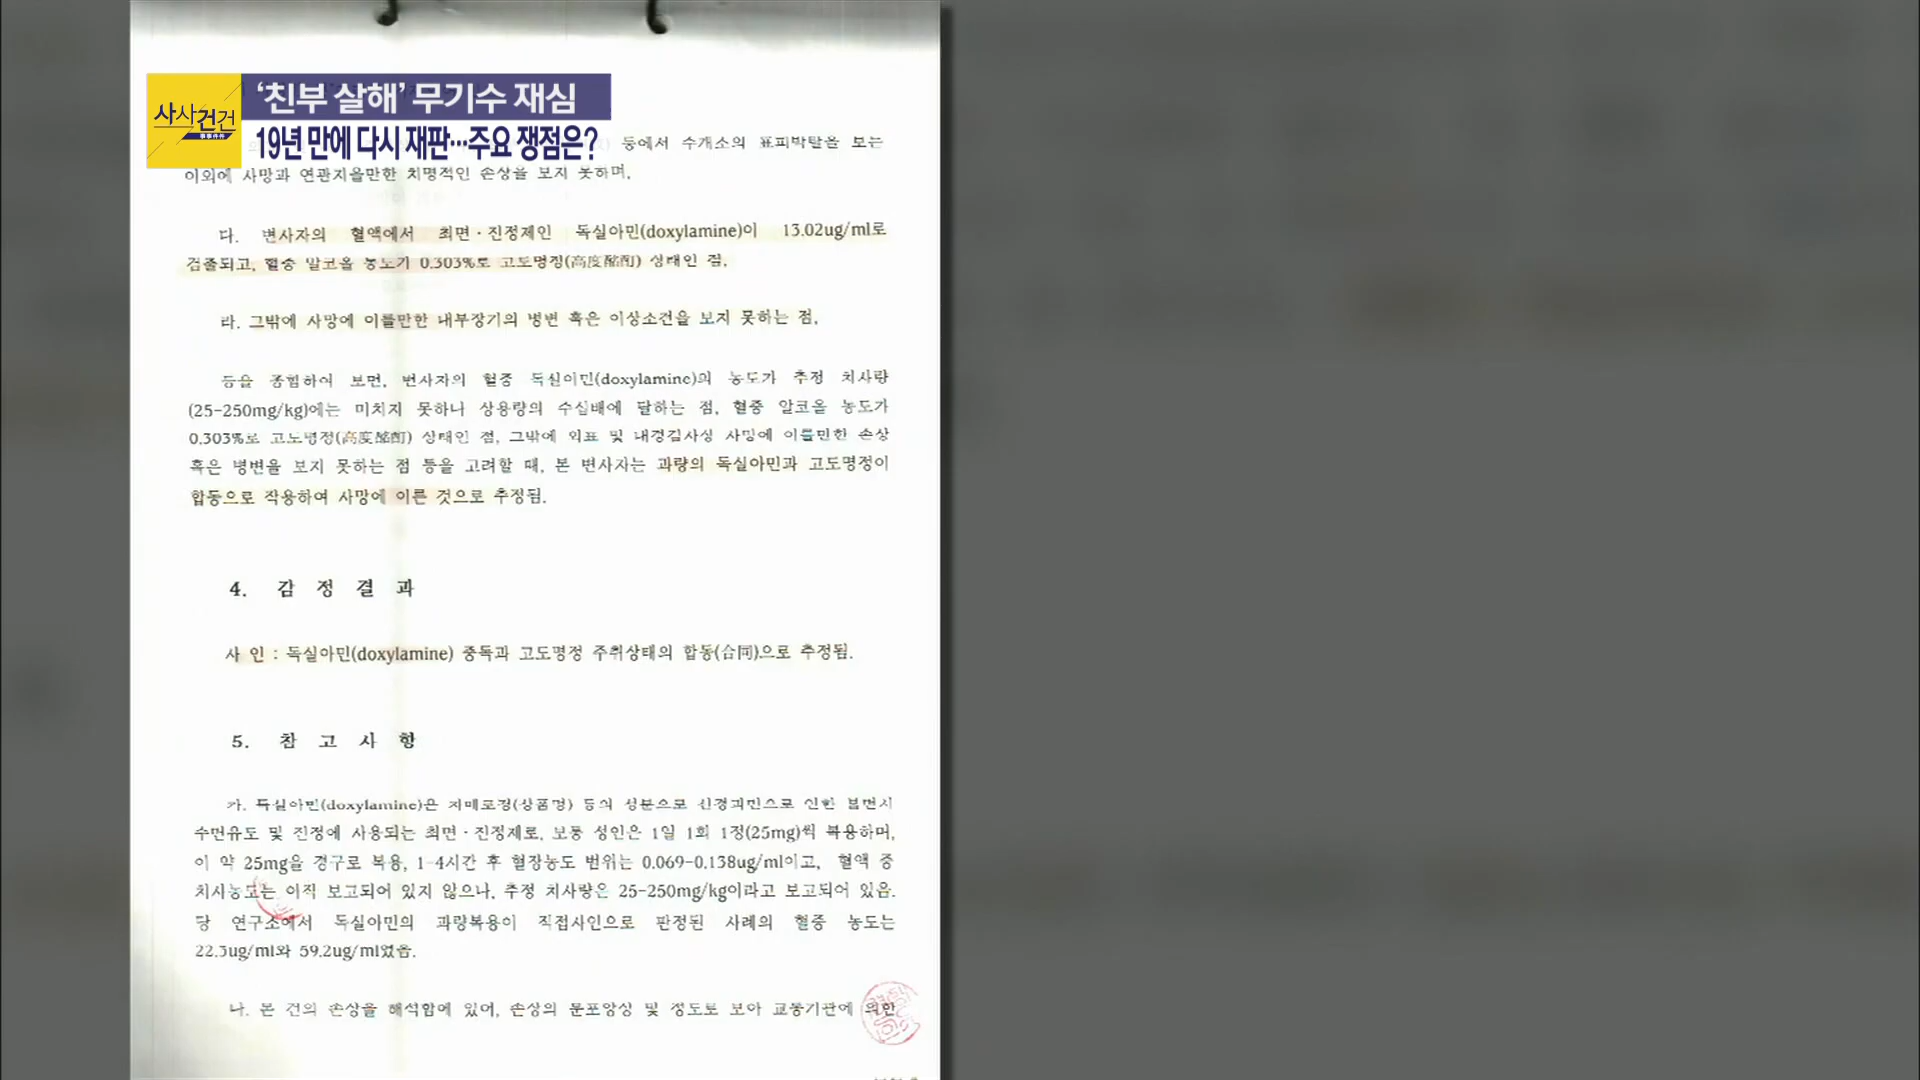 사사건건
事事件件
‘친부 살해’ 무기수 재심
19년 만에 다시 재판…주요 쟁점은?
등에서 수개소의 표피박탈을 보는
이외에 사망과 연관지을만한 치명적인 손상을 보지 못하며,
다. 변사자의 혈액에서 최면·진정제인 독실아민(doxylamine)이 13.02ug/ml로
검출되고, 혈중 알코올 농도가 0.303%로 고도명정(高度酩酊) 상태인 점,
라. 그밖에 사망에 이를만한 내부장기의 병변 혹은 이상소견을 보지 못하는 점,
등을 종합하여 보면, 변사자의 혈중 독실아민(doxylamine)의 농도가 추정 치사량
(25-250mg/kg)에는 미치지 못하나 상용량의 수십배에 달하는 점, 혈중 알코올 농도가
0.303%로 고도명정(高度酩酊) 상태인 점, 그밖에 외표 및 내경검사상 사망에 이를만한 손상
혹은 병변을 보지 못하는 점 등을 고려할 때, 본 변사자는 과량의 독실아민과 고도명정이
합동으로 작용하여 사망에 이른 것으로 추정됨.
4. 감 정 결 과
사 인 : 독실아민(doxylamine) 중독과 고도명정 주취상태의 합동(合同)으로 추정됨.
5. 참 고 사 항
가. 독실아민(doxylamine)은 자메로정(상품명) 등의 성분으로 신경과민으로 인한 불면시
수면유도 및 진정에 사용되는 최면·진정제로, 보통 성인은 1일 1회 1정(25mg)씩 복용하며,
이 약 25mg을 경구로 복용, 1-4시간 후 혈장농도 범위는 0.069-0.138ug/ml이고, 혈액 중
치사농도는 아직 보고되어 있지 않으나, 추정 치사량은 25-250mg/kg이라고 보고되어 있음.
당 연구소에서 독실아민의 과량복용이 직접사인으로 판정된 사례의 혈중 농도는
22.3ug/ml와 59.2ug/ml였음.
나. 본 건의 손상을 해석함에 있어, 손상의 분포양상 및 정도로 보아 교통기관에 의한